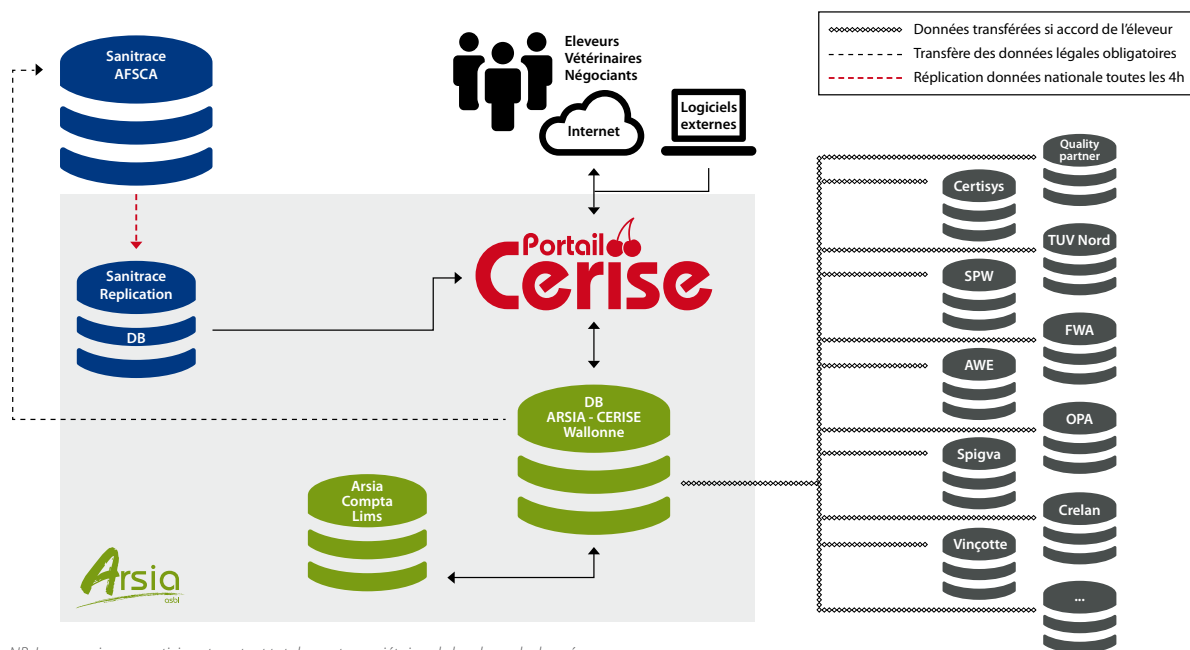 Sanitrace
AFSCA
Eleveurs
Vétérinaires
Négociants
Internet
Logiciels
externes
Données transférées si accord de l'éleveur
Transfère des données légales obligatoires
Réplication données nationale toutes les 4h
Sanitrace
Replication
DB
Portail
Cerise
DB
ARSIA - CERISE
Wallonne
Arsia
Compta
Lims
Arsia
asbl
Quality
partner
Certisys
TUV Nord
SPW
FWA
AWE
OPA
Spigva
Crelan
Vinçotte
...